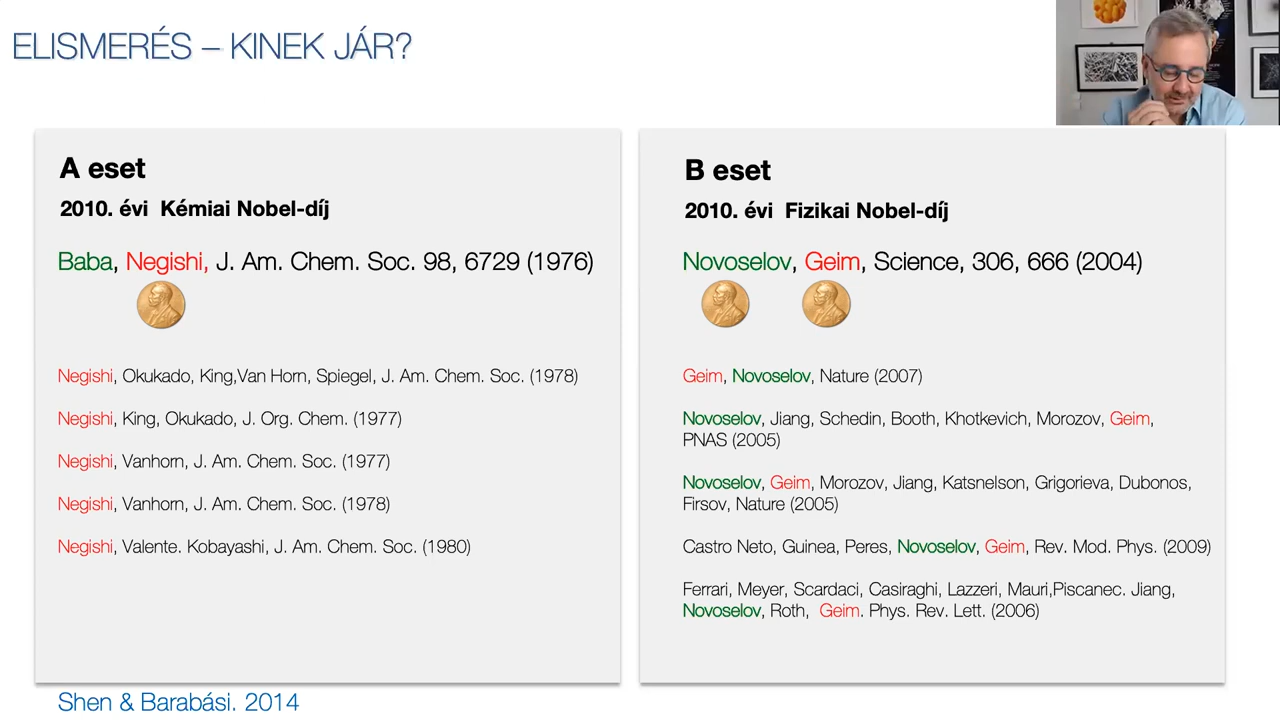 ELISMERÉS – KINEK JÁR?
A eset
2010. évi Kémiai Nobel-díj
Baba, Negishi, J. Am. Chem. Soc. 98, 6729 (1976)
Negishi, Okukado, King,Van Horn, Spiegel, J. Am. Chem. Soc. (1978)
Negishi, King, Okukado, J. Org. Chem. (1977)
Negishi, Vanhorn, J. Am. Chem. Soc. (1977)
Negishi, Vanhorn, J. Am. Chem. Soc. (1978)
Negishi, Valente. Kobayashi, J. Am. Chem. Soc. (1980)
B eset
2010. évi Fizikai Nobel-díj
Novoselov, Geim, Science, 306, 666 (2004)
Geim, Novoselov, Nature (2007)
Novoselov, Jiang, Schedin, Booth, Khotkevich, Morozov, Geim,
PNAS (2005)
Novoselov, Geim, Morozov, Jiang, Katsnelson, Grigorieva, Dubonos,
Firsov, Nature (2005)
Castro Neto, Guinea, Peres, Novoselov, Geim, Rev. Mod. Phys. (2009)
Ferrari, Meyer, Scardaci, Casiraghi, Lazzeri, Mauri,Piscanec. Jiang,
Novoselov, Roth, Geim. Phys. Rev. Lett. (2006)
Shen & Barabási. 2014